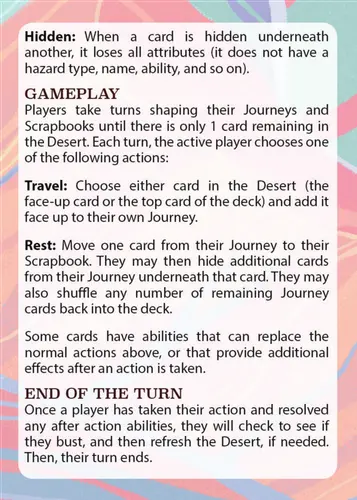 Hidden: When a card is hidden underneath
another, it loses all attributes (it does not have a
hazard type, name, ability, and so on).
GAMEPLAY
Players take turns shaping their Journeys and
Scrapbooks until there is only 1 card remaining in
the Desert. Each turn, the active player chooses one
of the following actions:
Travel: Choose either card in the Desert (the
face-up card or the top card of the deck) and add it
face up to their own Journey.
Rest: Move one card from their Journey to their
Scrapbook. They may then hide additional cards
from their Journey underneath that card. They may
also shuffle any number of remaining Journey
cards back into the deck.
Some cards have abilities that can replace the
normal actions above, or that provide additional
effects after an action is taken.
END OF THE TURN
Once a player has taken their action and resolved
any after action abilities, they will check to see if
they bust, and then refresh the Desert, if needed.
Then, their turn ends.